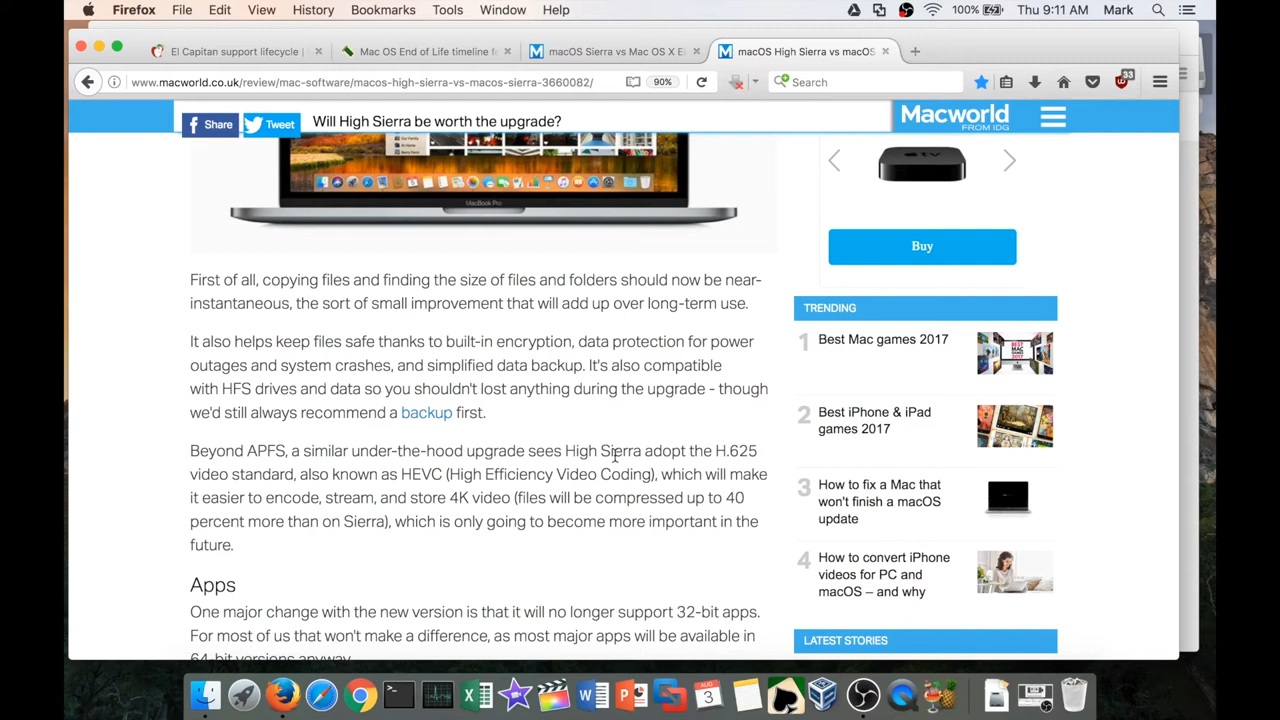 Firefox File Edit View History Bookmarks Tools Window Help 100% Thu 9:11 AM Mark
El Capitan support lifecycle
Mac OS End of Life timeline fo
macOS Sierra vs Mac OS X E
macOS High Sierra vs macOS
www.macworld.co.uk/review/mac-software/macos-high-sierra-vs-macos-sierra-3660082/ 90% Search 33
Share Tweet Will High Sierra be worth the upgrade? Macworld
FROM IDG
MacBook Pro
tv
Buy
First of all, copying files and finding the size of files and folders should now be near-
instantaneous, the sort of small improvement that will add up over long-term use.
It also helps keep files safe thanks to built-in encryption, data protection for power
outages and system crashes, and simplified data backup. It's also compatible
with HFS drives and data so you shouldn't lost anything during the upgrade - though
we'd still always recommend a backup first.
Beyond APFS, a similar under-the-hood upgrade sees High Sierra adopt the H.625
video standard, also known as HEVC (High Efficiency Video Coding), which will make
it easier to encode, stream, and store 4K video (files will be compressed up to 40
percent more than on Sierra), which is only going to become more important in the
future.
Apps
One major change with the new version is that it will no longer support 32-bit apps.
For most of us that won't make a difference, as most major apps will be available in
64-bit versions anyway.
TRENDING
1 Best Mac games 2017
2 Best iPhone & iPad
games 2017
3 How to fix a Mac that
won't finish a macOS
update
4 How to convert iPhone
videos for PC and
macOS – and why
LATEST STORIES
AUG
3